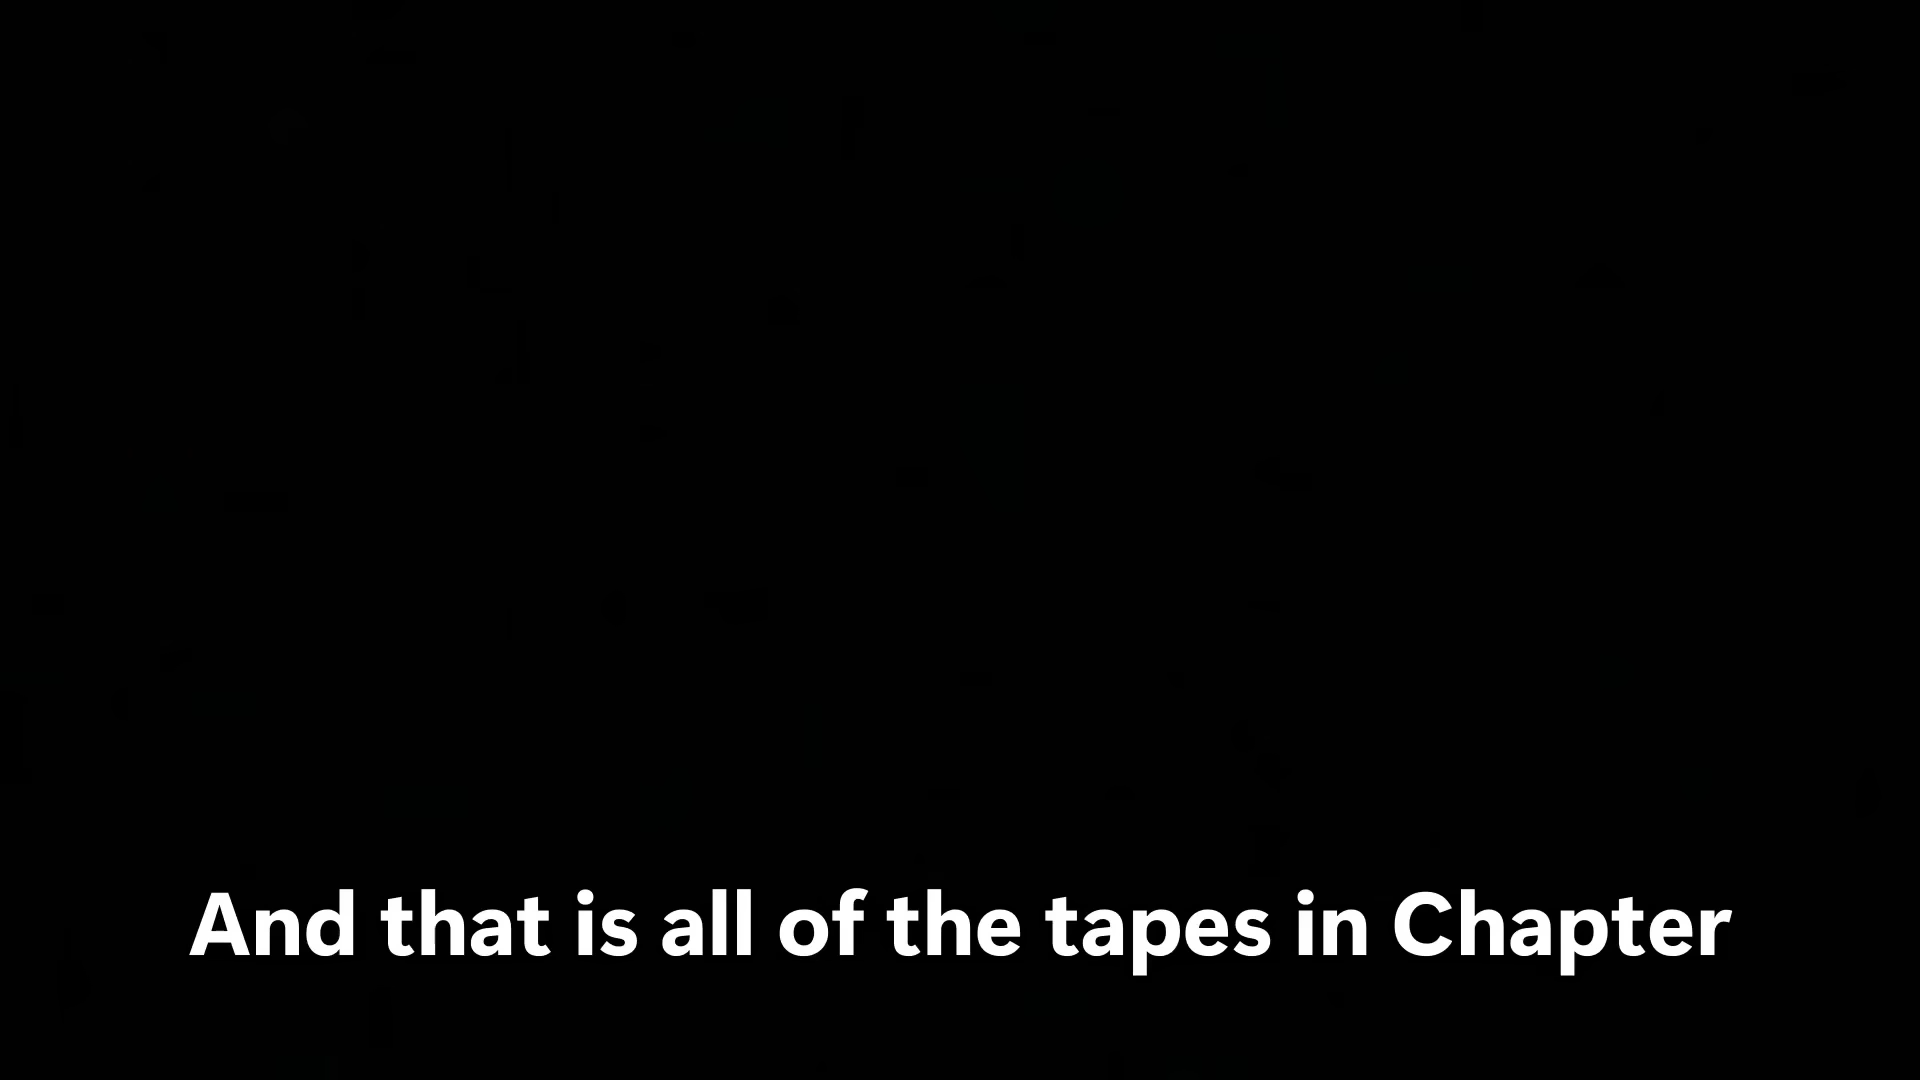 And that is all of the tapes in Chapter